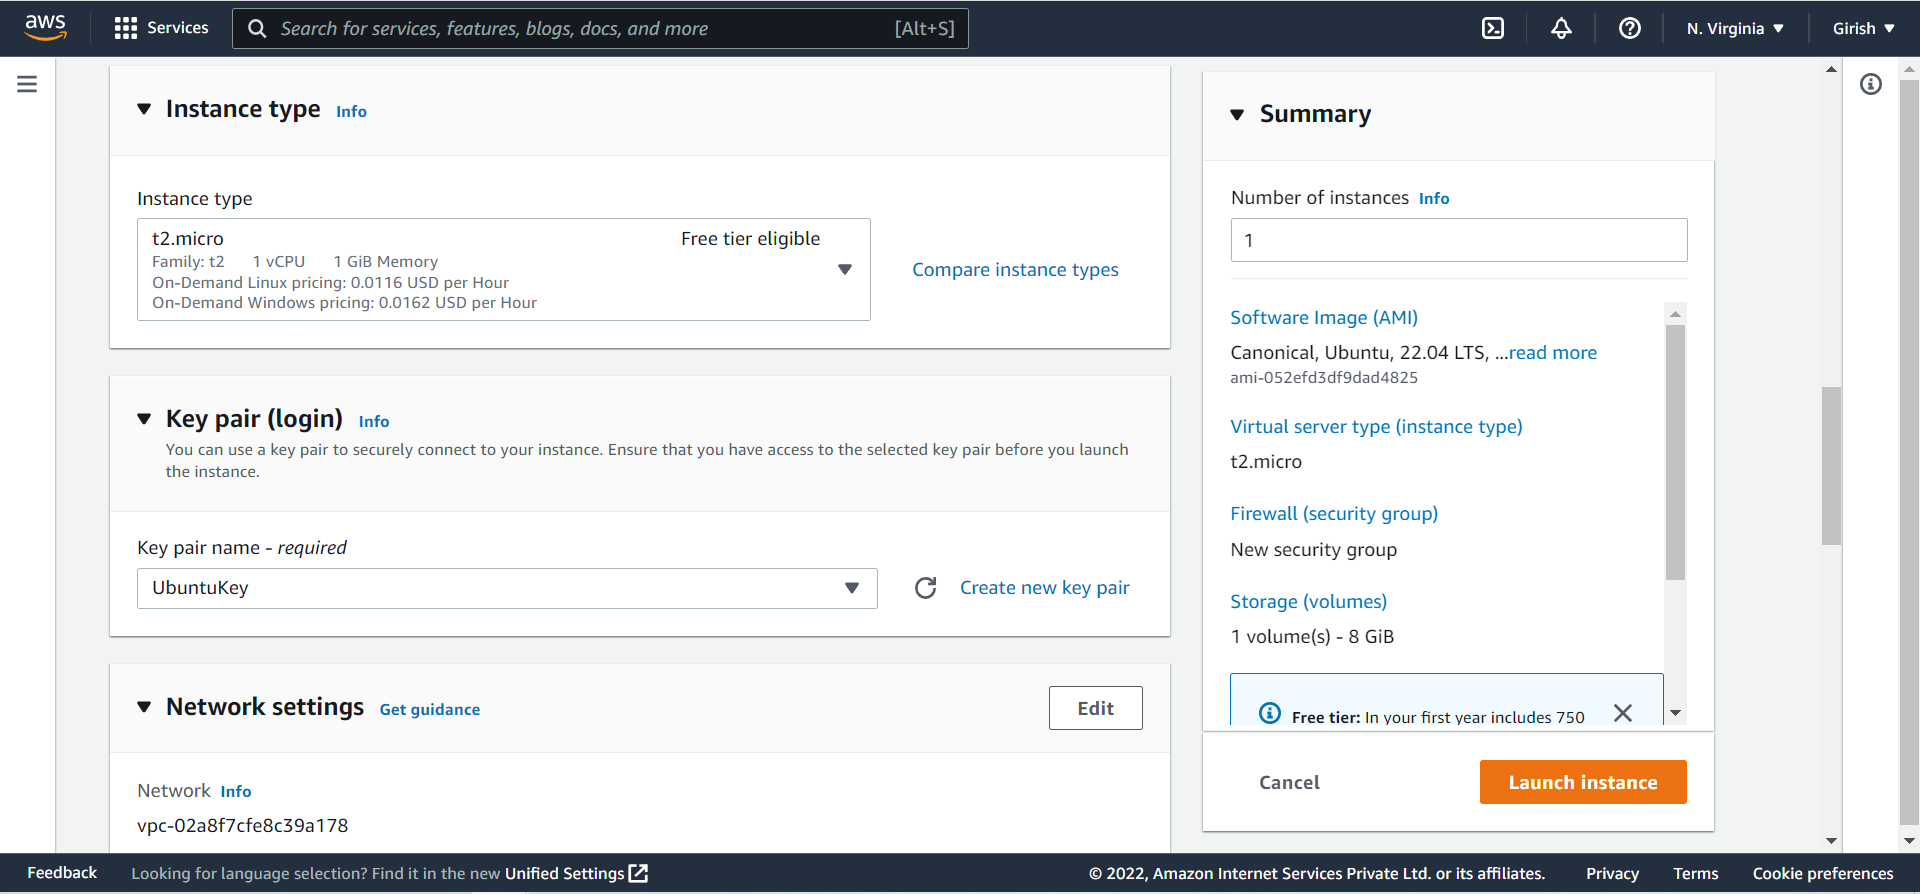 aws
Services
Search for services, features, blogs, docs, and more [Alt+S]
N. Virginia
Girish
Instance type Info
Instance type
t2.micro Free tier eligible
Family: t2 1 vCPU 1 GiB Memory
On-Demand Linux pricing: 0.0116 USD per Hour
On-Demand Windows pricing: 0.0162 USD per Hour
Compare instance types
Key pair (login) Info
You can use a key pair to securely connect to your instance. Ensure that you have access to the selected key pair before you launch
the instance.
Key pair name - required
UbuntuKey
Create new key pair
Network settings Get guidance
Edit
Network Info
vpc-02a8f7cfe8c39a178
Summary
Number of instances Info
1
Software Image (AMI)
Canonical, Ubuntu, 22.04 LTS, ...read more
ami-052efd3df9dad4825
Virtual server type (instance type)
t2.micro
Firewall (security group)
New security group
Storage (volumes)
1 volume(s) - 8 GiB
Free tier: In your first year includes 750
Cancel
Launch instance
Feedback
Looking for language selection? Find it in the new Unified Settings
© 2022, Amazon Internet Services Private Ltd. or its affiliates.
Privacy
Terms
Cookie preferences